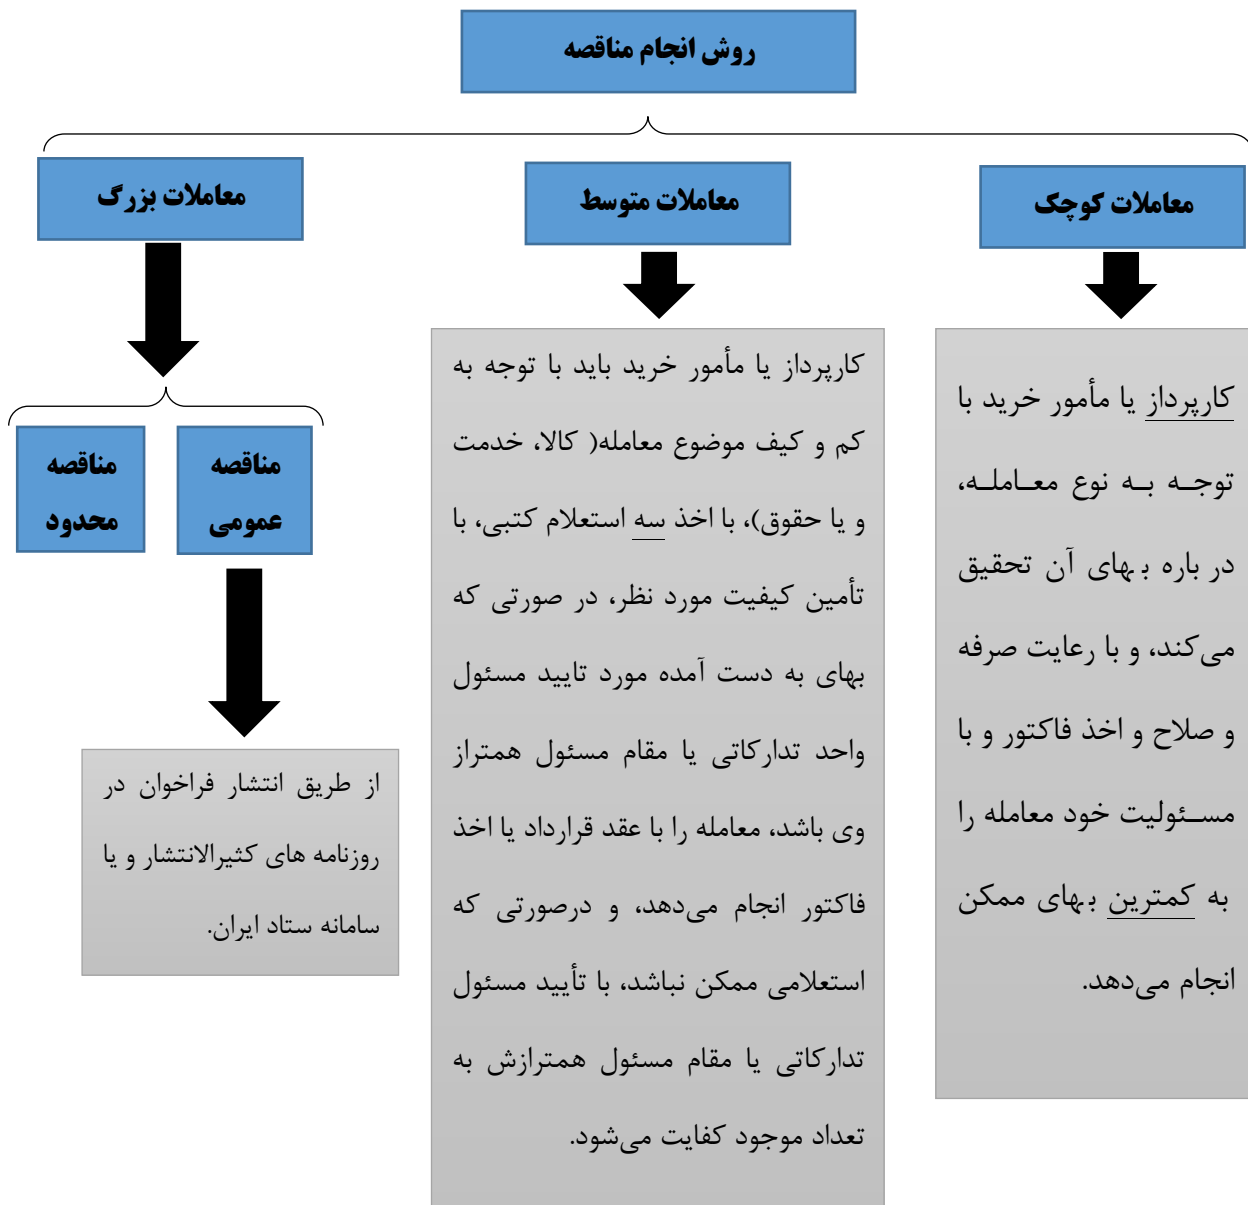 روش انجام مناقصه
معاملات کوچک
معاملات متوسط
معاملات بزرگ
کارپرداز یا مأمور خرید با
توجه به نوع معامله،
در باره بهای آن تحقیق
می‌کند، و با رعایت صرفه
و صلاح و اخذ فاکتور و با
مسئولیت خود معامله را
به کمترین بهای ممکن
انجام می‌دهد.
کارپرداز یا مأمور خرید باید با توجه به
کم و کیف موضوع معامله( کالا، خدمت
و یا حقوق)، با اخذ سه استعلام کتبی، با
تأمین کیفیت مورد نظر، در صورتی که
بهای به دست آمده مورد تایید مسئول
واحد تدارکاتی یا مقام مسئول همتراز
وی باشد، معامله را با عقد قرارداد یا اخذ
فاکتور انجام می‌دهد، و درصورتی که
استعلامی ممکن نباشد، با تأیید مسئول
تدارکاتی یا مقام مسئول همترازش به
تعداد موجود کفایت می‌شود.
مناقصه
عمومی
مناقصه
محدود
از طریق انتشار فراخوان در
روزنامه های کثیرالانتشار و یا
سامانه ستاد ایران.